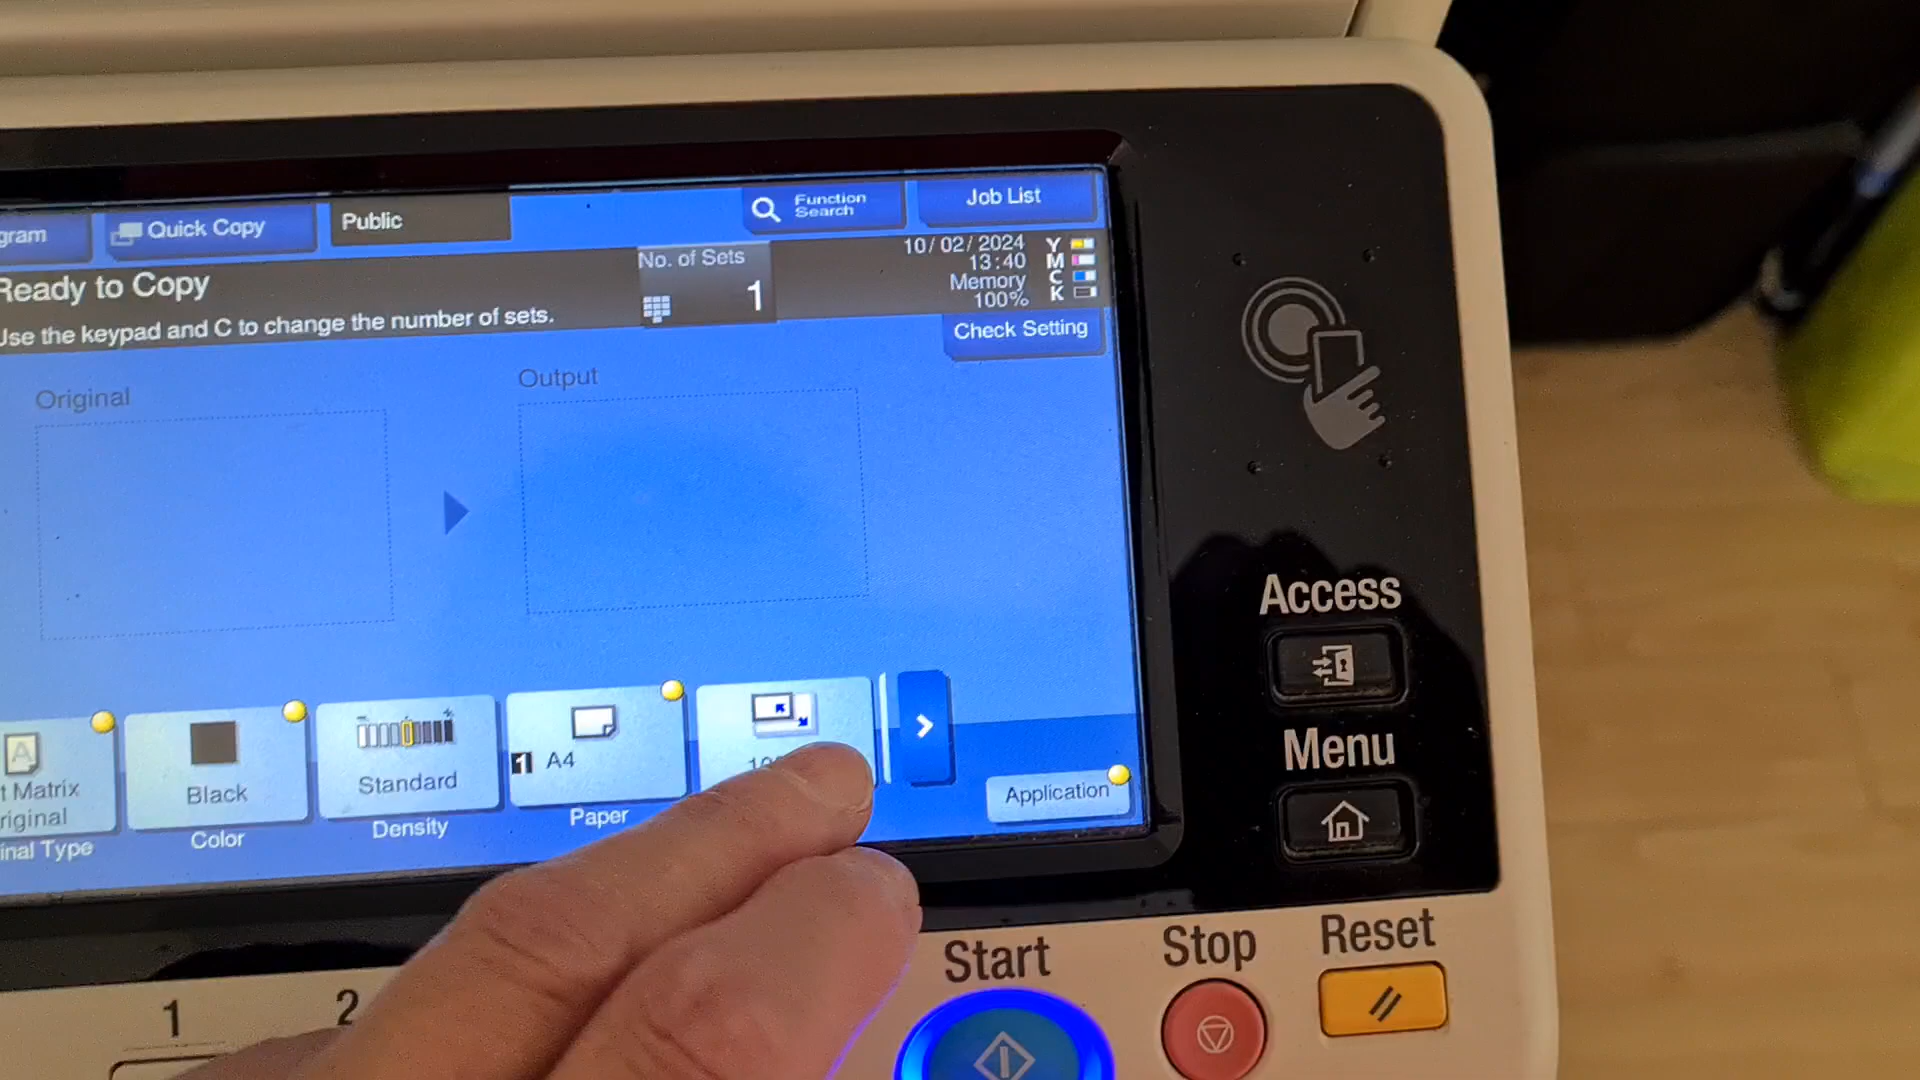 gram
Quick Copy
Public
Function
Search
Job List
Ready to Copy
Use the keypad and C to change the number of sets.
No. of Sets
1
10/02/2024
13:40
Memory
100%
Y
M
C
K
Check Setting
Original
Output
t Matrix
riginal
inal Type
Black
Color
Standard
Density
1 A4
Paper
Application
Access
Menu
Start
Stop
Reset
1
2